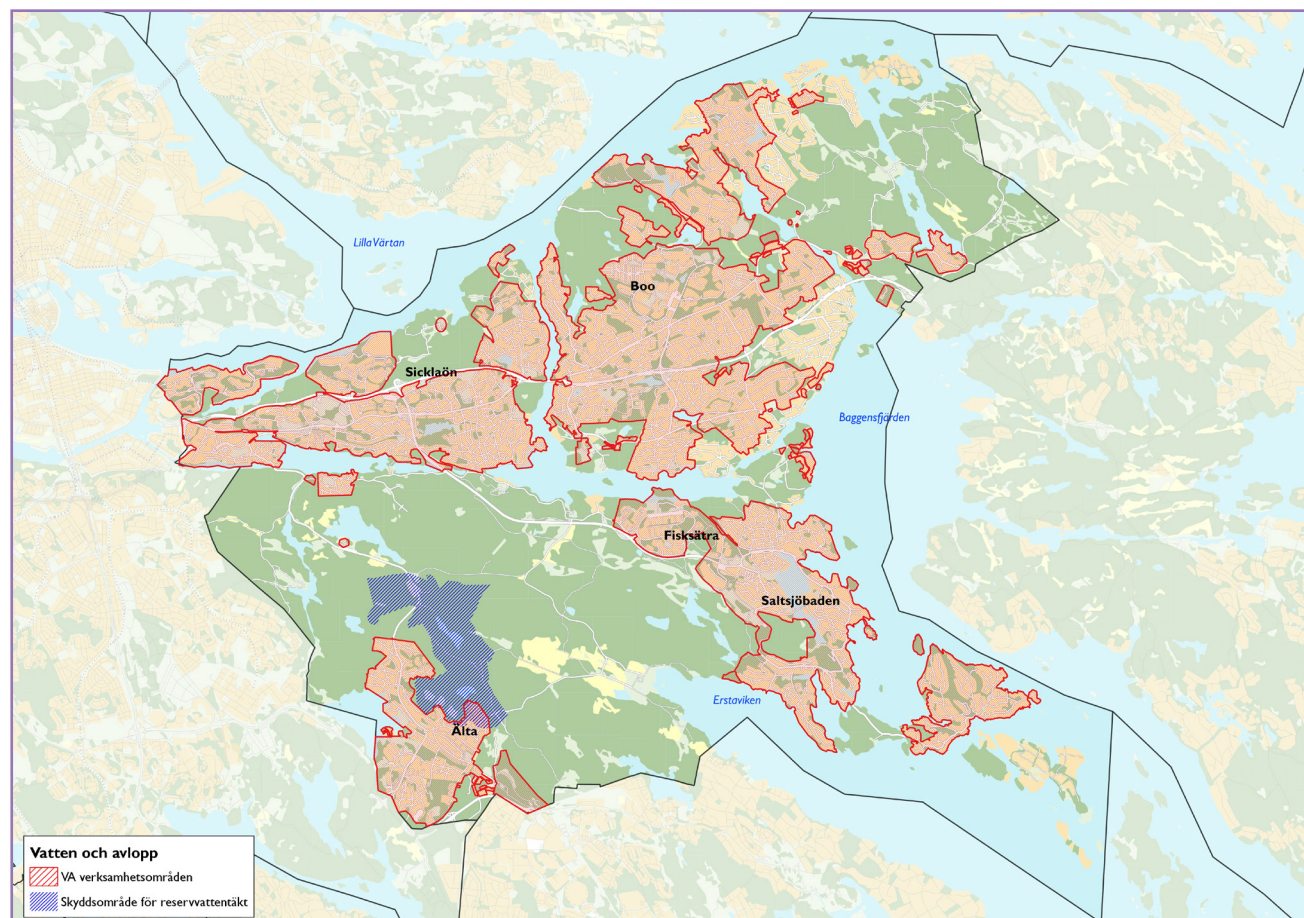 Lilla Värtan
Boo
Sicklaön
Baggensfjärden
Fisksätra
Saltsjöbaden
Erstaviken
Älta
Vatten och avlopp
VA verksamhetsområden
Skyddsområde för reservvattentäkt